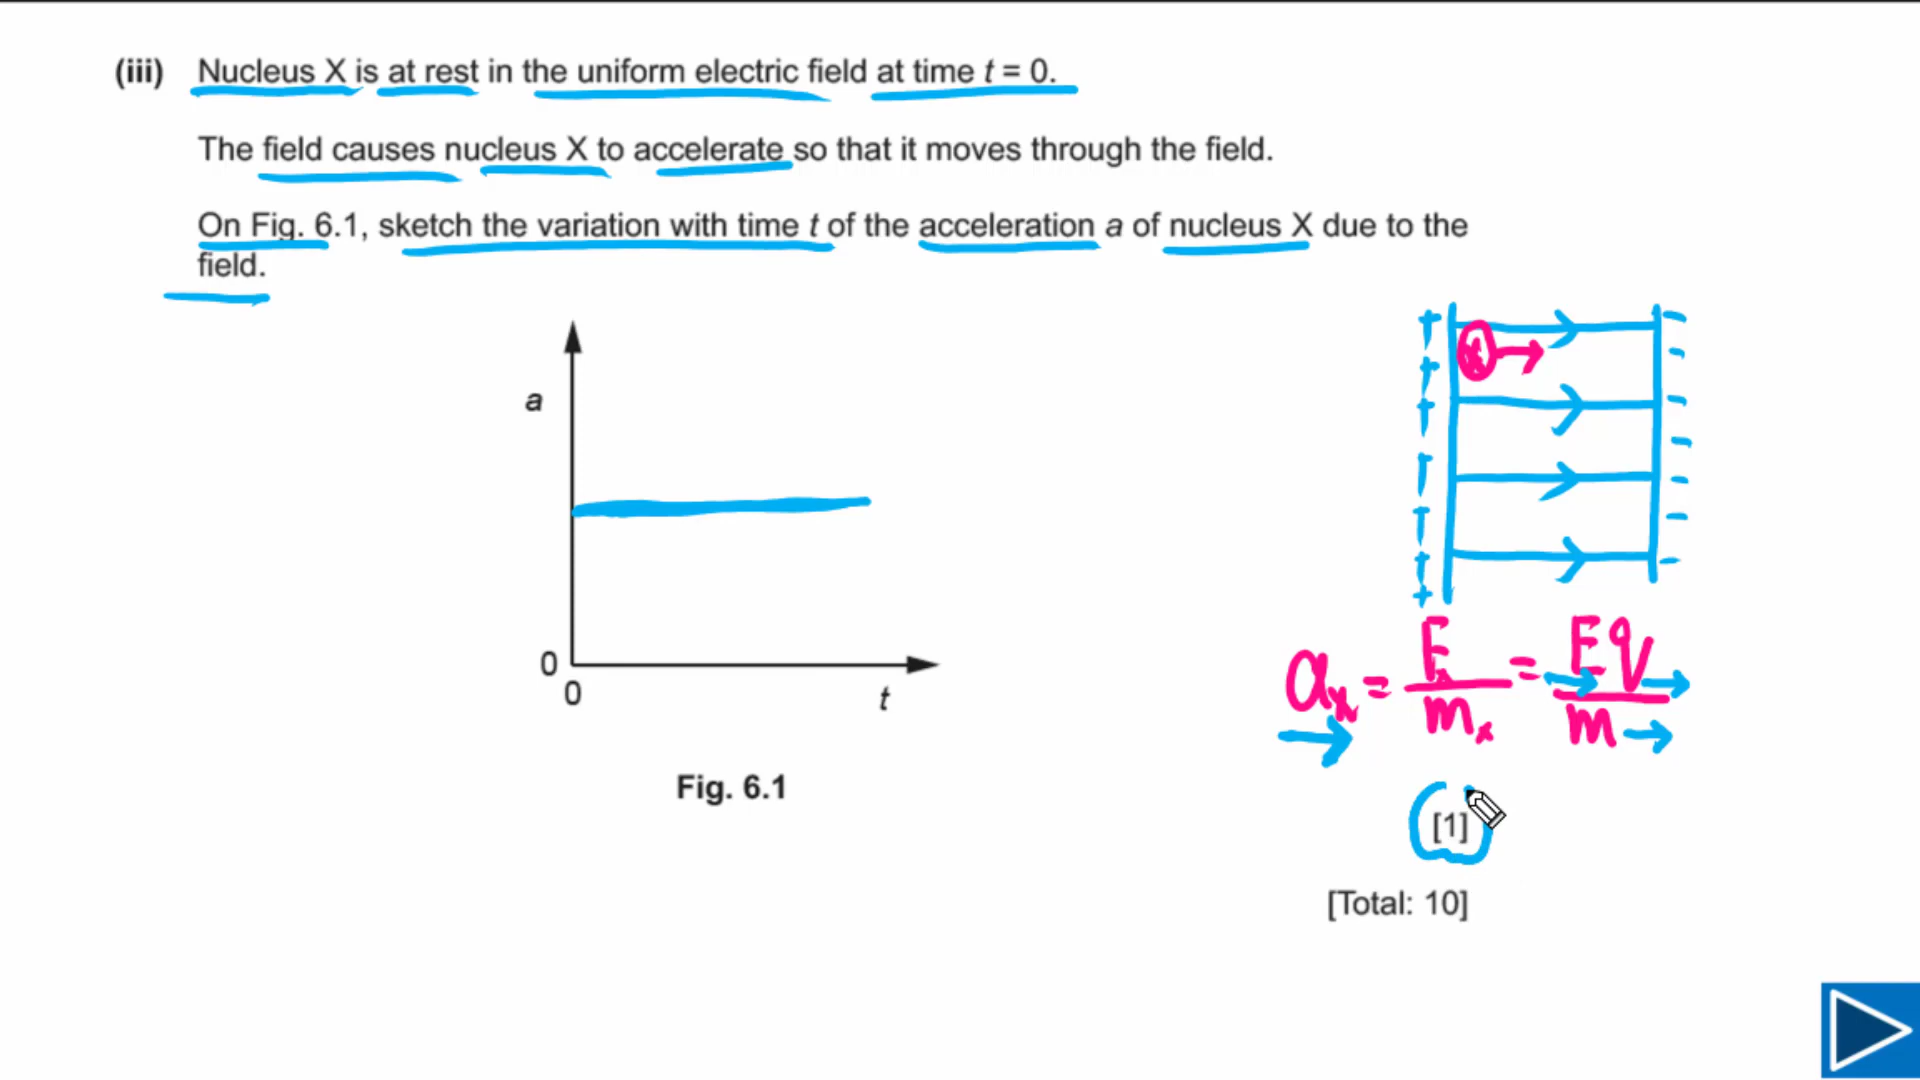 (iii) Nucleus X is at rest in the uniform electric field at time t = 0.
The field causes nucleus X to accelerate so that it moves through the field.
On Fig. 6.1, sketch the variation with time t of the acceleration a of nucleus X due to the
field.
a
0
0
t
Fig. 6.1
+ -
x
+ -
+ -
-
+ -
+ -
+ -
+
ax = Fx/mx = Eq/m
[1]
[Total: 10]